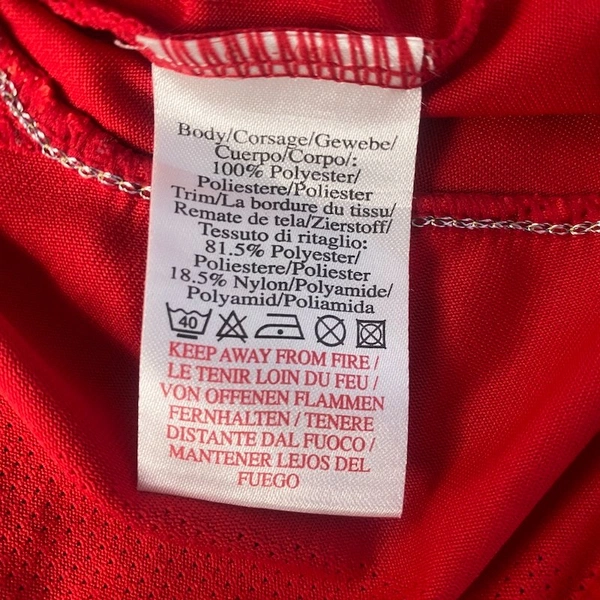 Body/Corsage/Gewebe/
Cuerpo/Corpo/:
100% Polyester/
Poliestere/Poliester
Trim/La bordure du tissu/
Remate de tela/Zierstoff/
Tessuto di ritaglio:
81.5% Polyester/
Poliestere/Poliester
18.5% Nylon/Polyamide/
Polyamid/Poliamida
40
KEEP AWAY FROM FIRE /
LE TENIR LOIN DU FEU /
VON OFFENEN FLAMMEN
FERNHALTEN / TENERE
DISTANTE DAL FUOCO /
MANTENER LEJOS DEL
FUEGO